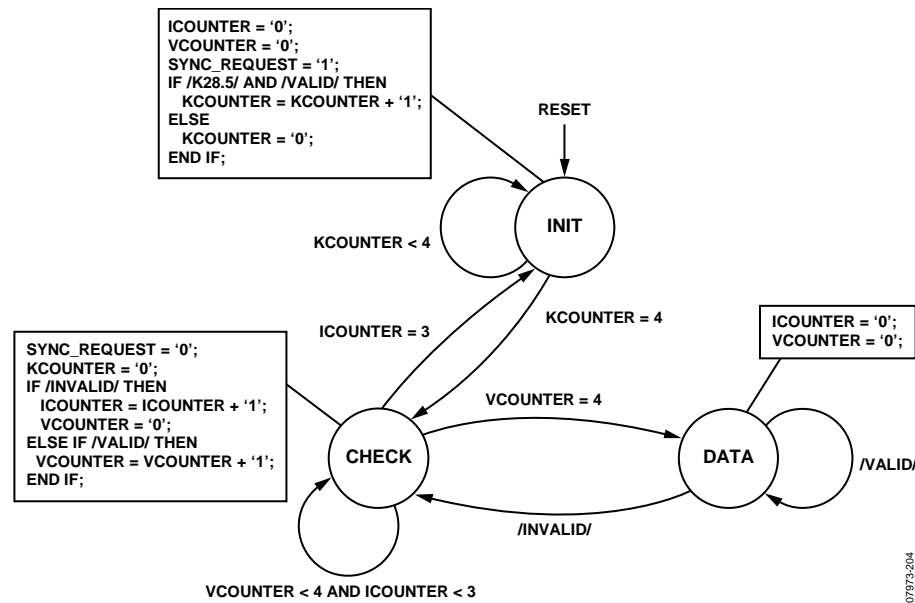 ICOUNTER = ‘0’;
VCOUNTER = ‘0’;
SYNC_REQUEST = ‘1’;
IF /K28.5/ AND /VALID/ THEN
KCOUNTER = KCOUNTER + ‘1’;
ELSE
KCOUNTER = ‘0’;
END IF;
RESET
INIT
KCOUNTER < 4
ICOUNTER = 3
KCOUNTER = 4
ICOUNTER = ‘0’;
VCOUNTER = ‘0’;
SYNC_REQUEST = ‘0’;
KCOUNTER = ‘0’;
IF /INVALID/ THEN
ICOUNTER = ICOUNTER + ‘1’;
VCOUNTER = ‘0’;
ELSE IF /VALID/ THEN
VCOUNTER = VCOUNTER + ‘1’;
END IF;
VCOUNTER = 4
CHECK
DATA
/VALID/
/INVALID/
VCOUNTER < 4 AND ICOUNTER < 3
07973-204